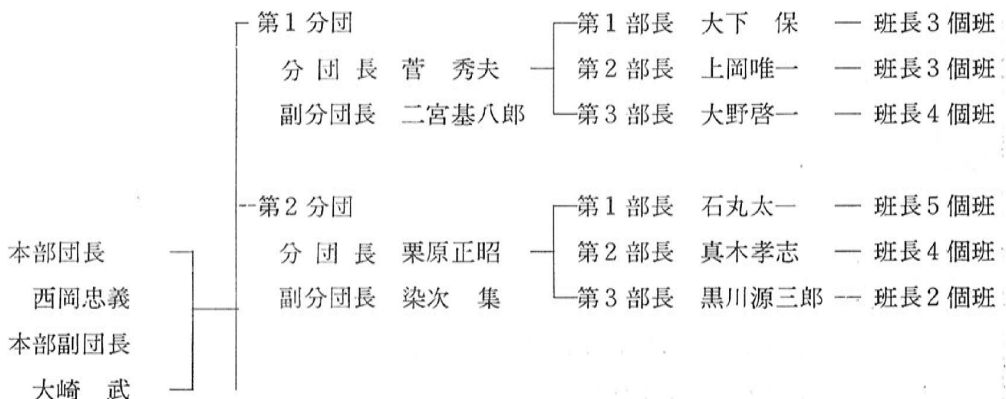 第1分団
分団長 菅 秀夫
副分団長 二宮基八郎
第1部長 大下 保 ― 班長3個班
第2部長 上岡唯一 ― 班長3個班
第3部長 大野啓一 ― 班長4個班
第2分団
分団長 栗原正昭
副分団長 染次 集
第1部長 石丸太一 ― 班長5個班
第2部長 真木孝志 ― 班長4個班
第3部長 黒川源三郎 ― 班長2個班
本部団長
西岡忠義
本部副団長
大崎 武